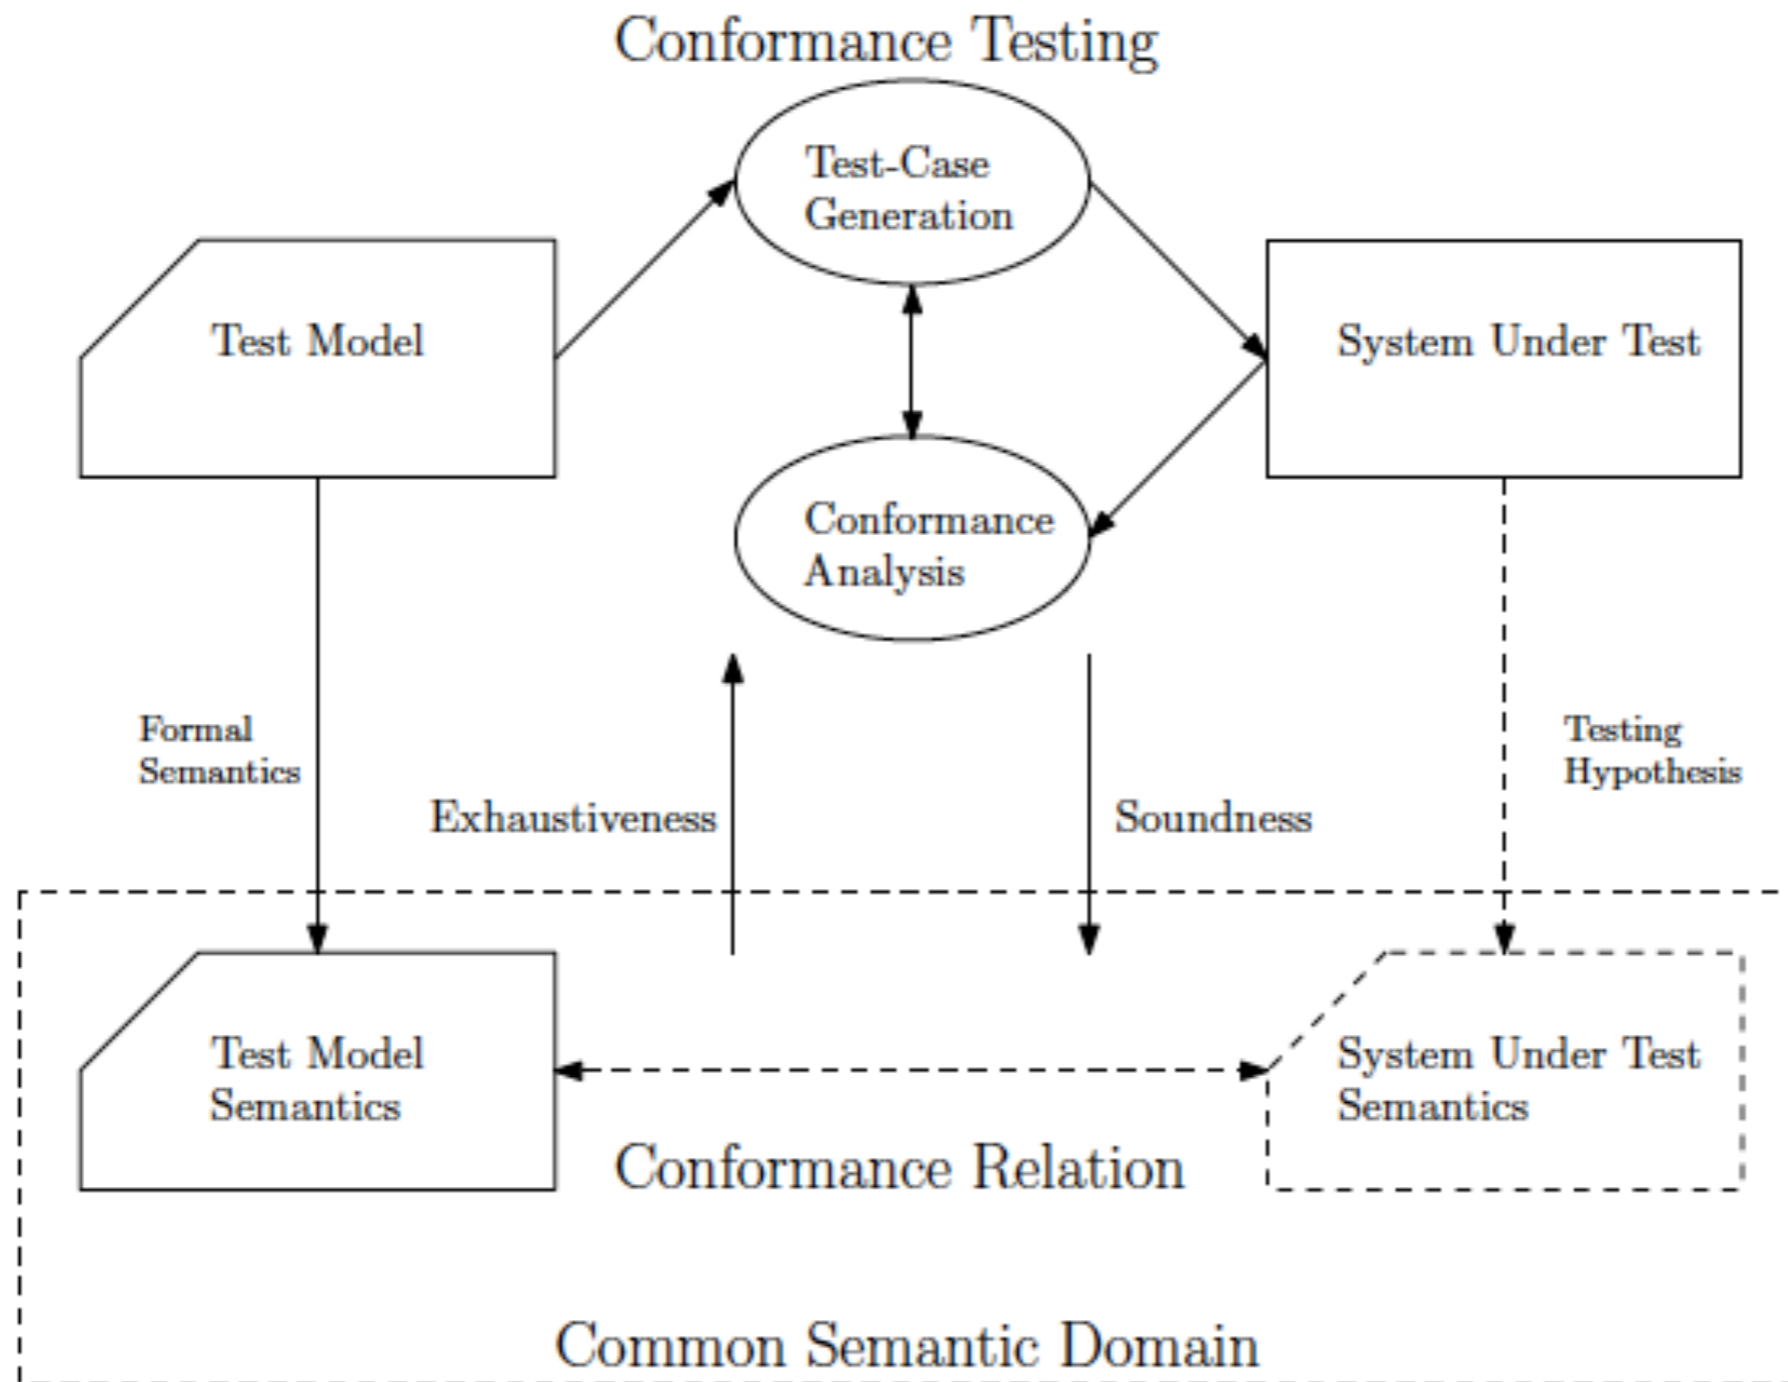 Conformance Testing
Test-Case
Generation
Test Model
System Under Test
Conformance
Analysis
Formal
Semantics
Testing
Hypothesis
Exhaustiveness
Soundness
Test Model
Semantics
System Under Test
Semantics
Conformance Relation
Common Semantic Domain